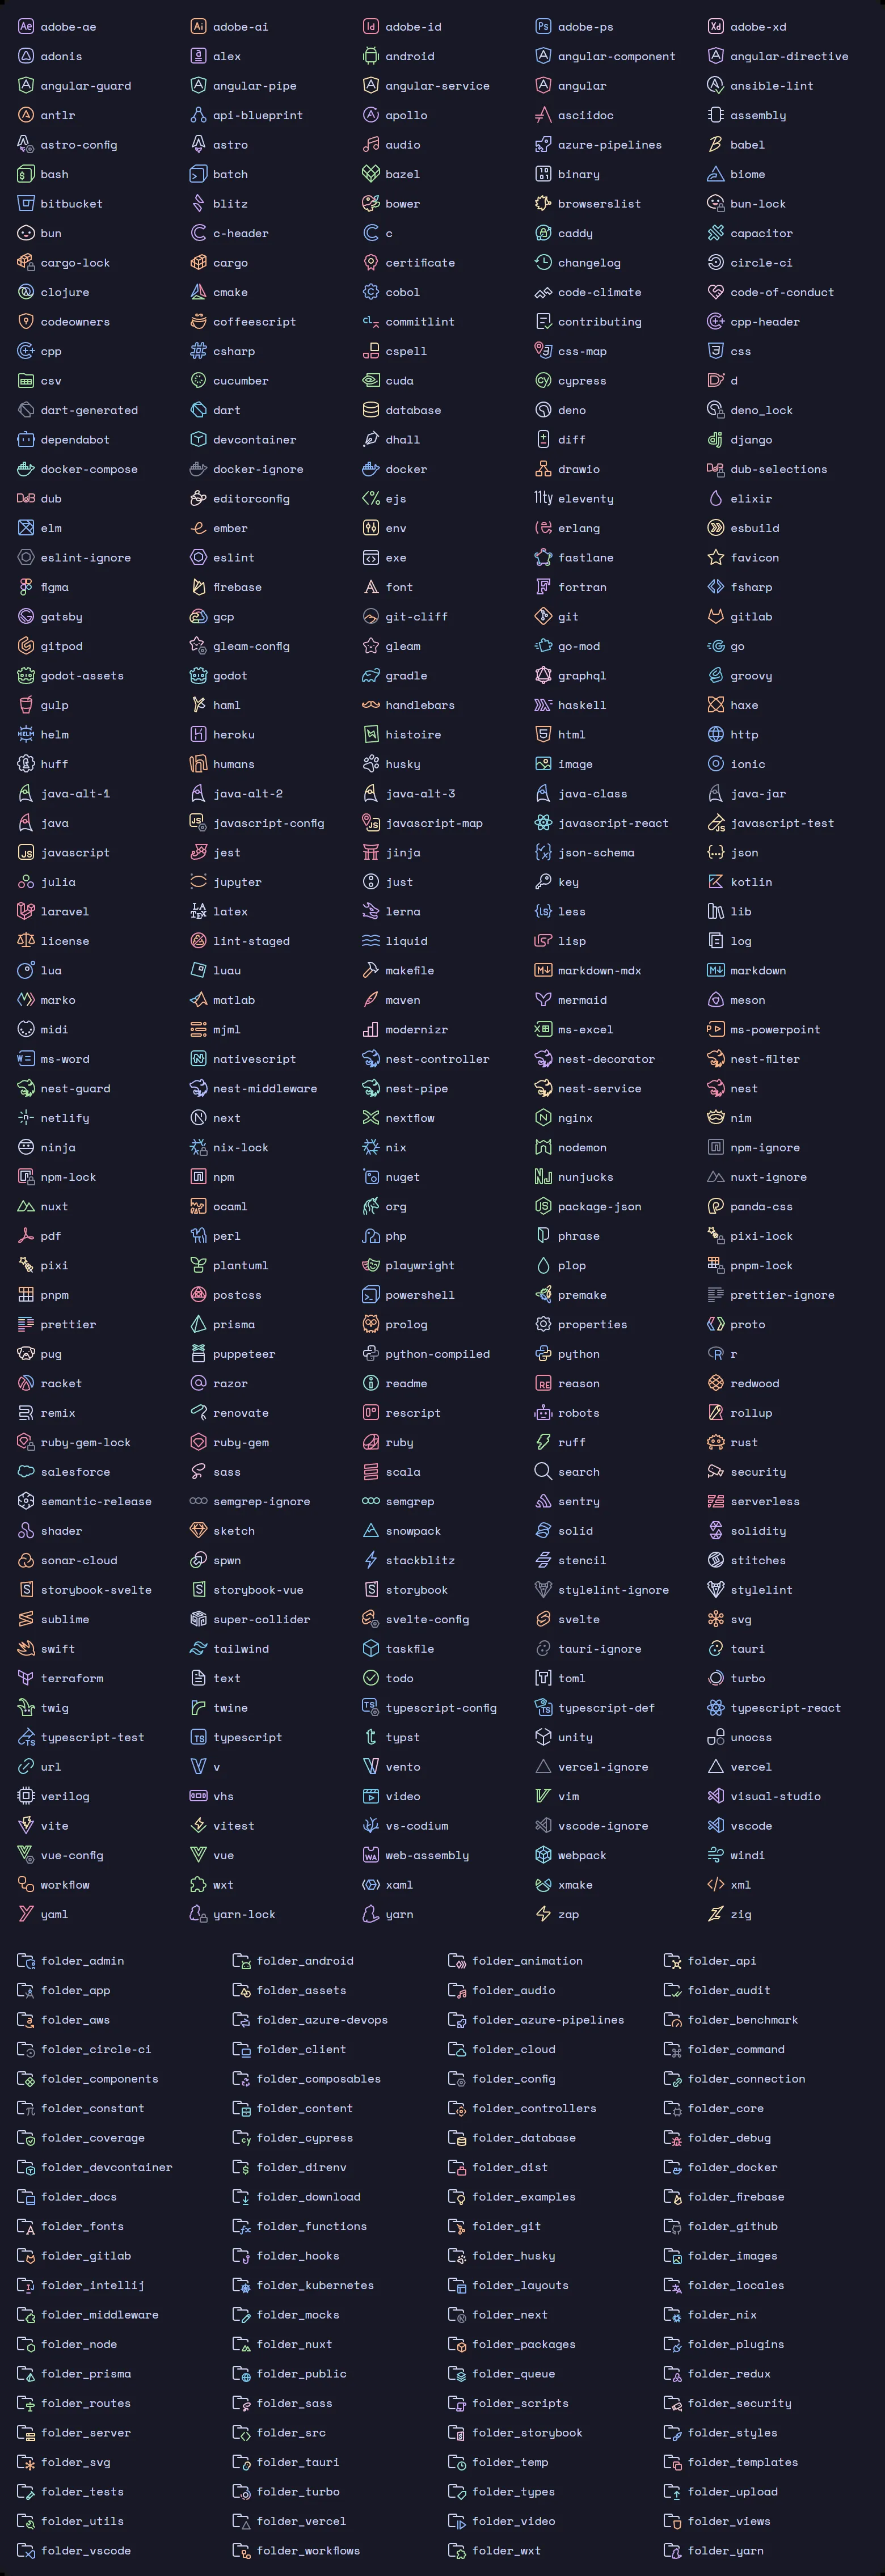 adobe-ae adobe-ai adobe-id adobe-ps adobe-xd
adonis alex android angular-component angular-directive
angular-guard angular-pipe angular-service angular ansible-lint
antlr api-blueprint apollo asciidoc assembly
astro-config astro audio azure-pipelines babel
bash batch bazel binary biome
bitbucket blitz bower browserslist bun-lock
bun c-header c caddy capacitor
cargo-lock cargo certificate changelog circle-ci
clojure cmake cobol code-climate code-of-conduct
codeowners coffeescript commitlint contributing cpp-header
cpp csharp cspell css-map css
csv cucumber cuda cypress d
dart-generated dart database deno deno_lock
dependabot devcontainer dhall diff django
docker-compose docker-ignore docker drawio dub-selections
dub editorconfig ejs eleventy elixir
elm ember env erlang esbuild
eslint-ignore eslint exe fastlane favicon
figma firebase font fortran fsharp
gatsby gcp git-cliff git gitlab
gitpod gleam-config gleam go-mod go
godot-assets godot gradle graphql groovy
gulp haml handlebars haskell haxe
helm heroku histoire html http
huff humans husky image ionic
java-alt-1 java-alt-2 java-alt-3 java-class java-jar
java javascript-config javascript-map javascript-react javascript-test
javascript jest jinja json-schema json
julia jupyter just key kotlin
laravel latex lerna less lib
license lint-staged liquid lisp log
lua luau makefile markdown-mdx markdown
marko matlab maven mermaid meson
midi mjml modernizr ms-excel ms-powerpoint
ms-word nativescript nest-controller nest-decorator nest-filter
nest-guard nest-middleware nest-pipe nest-service nest
netlify next nextflow nginx nim
ninja nix-lock nix nodemon npm-ignore
npm-lock npm nuget nunjucks nuxt-ignore
nuxt ocaml org package-json panda-css
pdf perl php phrase pixi-lock
pixi plantuml playwright plop pnpm-lock
pnpm postcss powershell premake prettier-ignore
prettier prisma prolog properties proto
pug puppeteer python-compiled python r
racket razor readme reason redwood
remix renovate rescript robots rollup
ruby-gem-lock ruby-gem ruby ruff rust
salesforce sass scala search security
semantic-release semgrep-ignore semgrep sentry serverless
shader sketch snowpack solid solidity
sonar-cloud spwn stackblitz stencil stitches
storybook-svelte storybook-vue storybook stylelint-ignore stylelint
sublime super-collider svelte-config svelte svg
swift tailwind taskfile tauri-ignore tauri
terraform text todo toml turbo
twig twine typescript-config typescript-def typescript-react
typescript-test typescript typst unity unocss
url v vento vercel-ignore vercel
verilog vhs video vim visual-studio
vite vitest vs-codium vscode-ignore vscode
vue-config vue web-assembly webpack windi
workflow wxt xaml xmake xml
yaml yarn-lock yarn zap zig
folder_admin folder_android folder_animation folder_api
folder_app folder_assets folder_audio folder_audit
folder_aws folder_azure-devops folder_azure-pipelines folder_benchmark
folder_circle-ci folder_client folder_cloud folder_command
folder_components folder_composables folder_config folder_connection
folder_constant folder_content folder_controllers folder_core
folder_coverage folder_cypress folder_database folder_debug
folder_devcontainer folder_direnv folder_dist folder_docker
folder_docs folder_download folder_examples folder_firebase
folder_fonts folder_functions folder_git folder_github
folder_gitlab folder_hooks folder_husky folder_images
folder_intellij folder_kubernetes folder_layouts folder_locales
folder_middleware folder_mocks folder_next folder_nix
folder_node folder_nuxt folder_packages folder_plugins
folder_prisma folder_public folder_queue folder_redux
folder_routes folder_sass folder_scripts folder_security
folder_server folder_src folder_storybook folder_styles
folder_svg folder_tauri folder_temp folder_templates
folder_tests folder_turbo folder_types folder_upload
folder_utils folder_vercel folder_video folder_views
folder_vscode folder_workflows folder_wxt folder_yarn